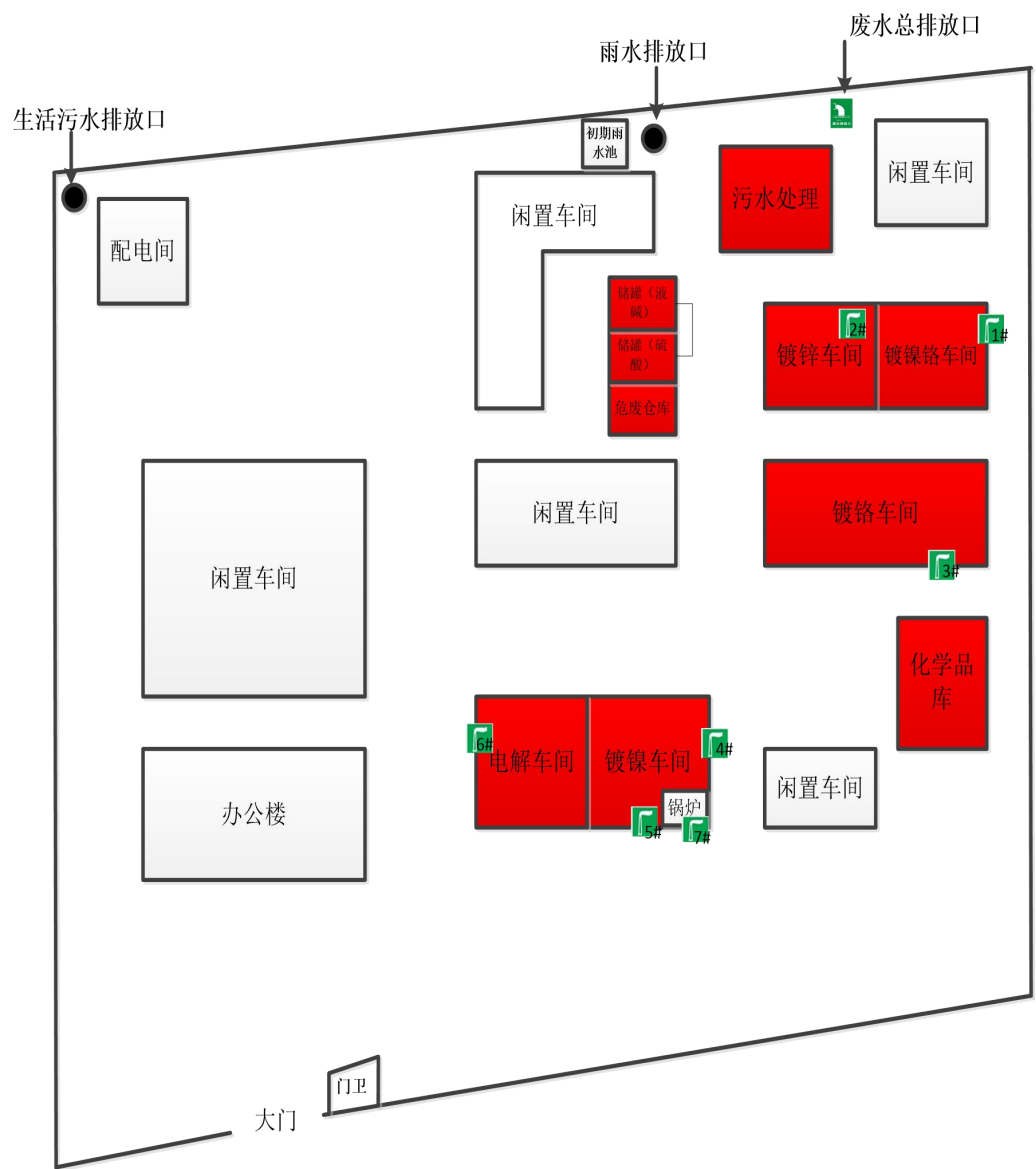 废水总排放口
雨水排放口
生活污水排放口
初期雨
水池
闲置车间
污水处理
闲置车间
配电间
储罐（液
碱）
储罐（硫
酸）
危废仓库
2#
1#
镀锌车间
镀镍铬车间
闲置车间
镀铬车间
3#
闲置车间
化学品
库
6#
电解车间
镀镍车间
4#
锅炉
5#
7#
闲置车间
办公楼
门卫
大门